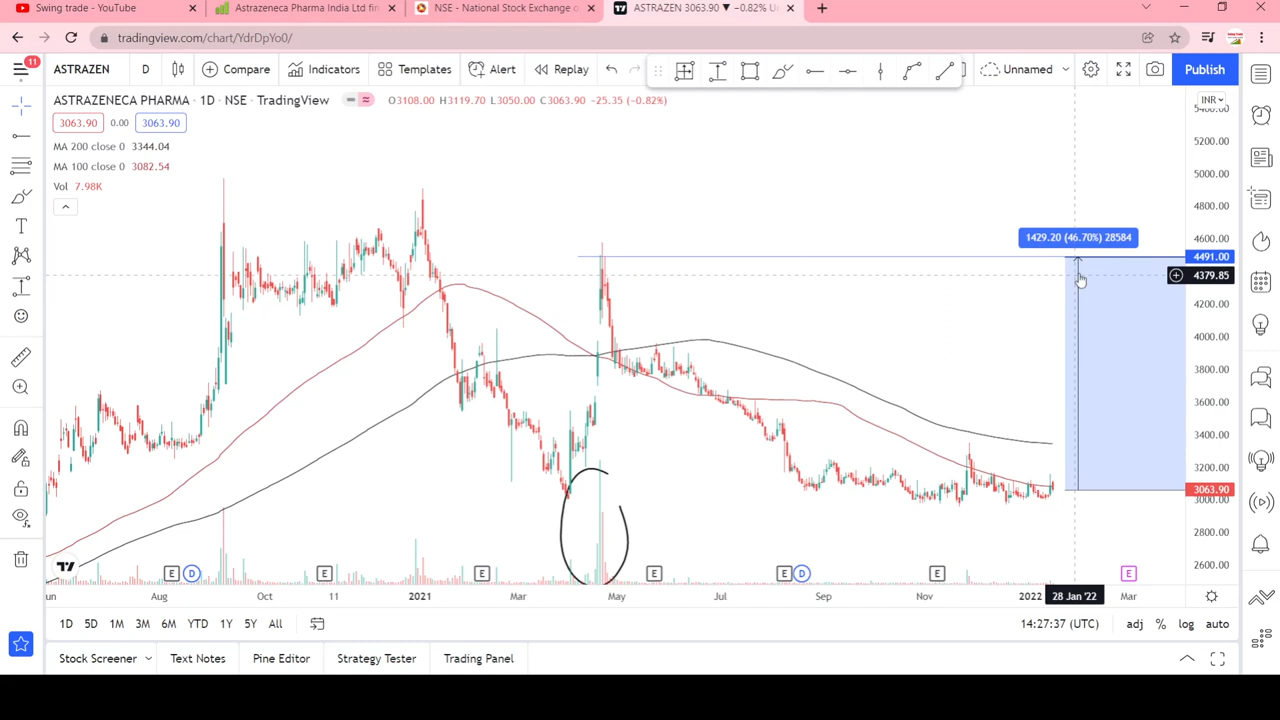 Swing trade - YouTube
Astrazeneca Pharma India Ltd fin
NSE - National Stock Exchange o
ASTRAZEN 3063.90 ▼ −0.82% U
tradingview.com/chart/YdrDpYo0/
11
ASTRAZEN
D
Compare
Indicators
Templates
Alert
Replay
Unnamed
Publish
ASTRAZENECA PHARMA · 1D · NSE · TradingView
O3108.00 H3119.70 L3050.00 C3063.90 −25.35 (−0.82%)
INR
3063.90
0.00
3063.90
MA 200 close 0 3344.04
MA 100 close 0 3082.54
Vol 7.98K
5400.00
5200.00
5000.00
4800.00
4600.00
1429.20 (46.70%) 28584
4491.00
4379.85
4200.00
4000.00
3800.00
3600.00
3400.00
3200.00
3063.90
3000.00
2800.00
2600.00
E
D
E
E
E
E
D
E
E
un
Aug
Oct
11
2021
Mar
May
Jul
Sep
Nov
2022
28 Jan '22
Mar
1D
5D
1M
3M
6M
YTD
1Y
5Y
All
14:27:37 (UTC)
adj
%
log
auto
Stock Screener
Text Notes
Pine Editor
Strategy Tester
Trading Panel